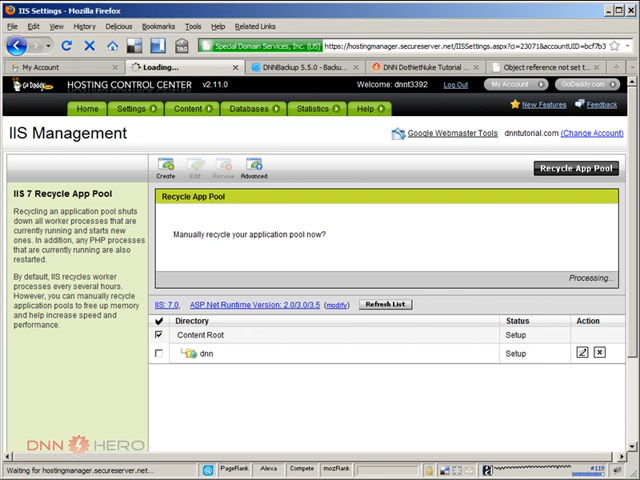 IIS Settings - Mozilla Firefox
File Edit View History Delicious Bookmarks Tools Help Related Links
Special Domain Services, Inc. (US) https://hostingmanager.secureserver.net/IISSettings.aspx?ci=23071&accountUID=bcf7b3
My Account Loading... DNNBackup 5.5.0 - Backu... DNN DotNetNuke Tutorial ... Object reference not set t...
Go Daddy HOSTING CONTROL CENTER v2.11.0 Welcome: dnnt3392 Log Out My Account GoDaddy.com
Home Settings Content Databases Statistics Help New Features Feedback
IIS Management Google Webmaster Tools dnntutorial.com (Change Account)
Create Edit Remove Advanced Recycle App Pool
IIS 7 Recycle App Pool
Recycling an application pool shuts
down all worker processes that are
currently running and starts new
ones. In addition, any PHP processes
that are currently running are also
restarted.
By default, IIS recycles worker
processes every several hours.
However, you can manually recycle
application pools to free up memory
and help increase speed and
performance.
Recycle App Pool
Manually recycle your application pool now?
Processing...
IIS: 7.0, ASP.Net Runtime Version: 2.0/3.0/3.5 (modify) Refresh List
Directory Status Action
Content Root Setup
dnn Setup
DNN HERO
Waiting for hostingmanager.secureserver.net... PageRank Alexa Compete mozRank #119